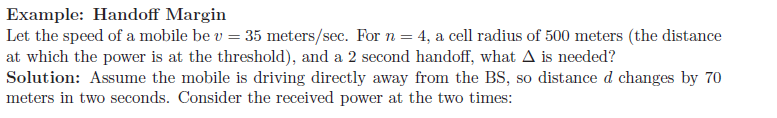 Example: Handoff Margin
Let the speed of a mobile be v = 35 meters/sec. For n = 4, a cell radius of 500 meters (the distance
at which the power is at the threshold), and a 2 second handoff, what Δ is needed?
Solution: Assume the mobile is driving directly away from the BS, so distance d changes by 70
meters in two seconds. Consider the received power at the two times: